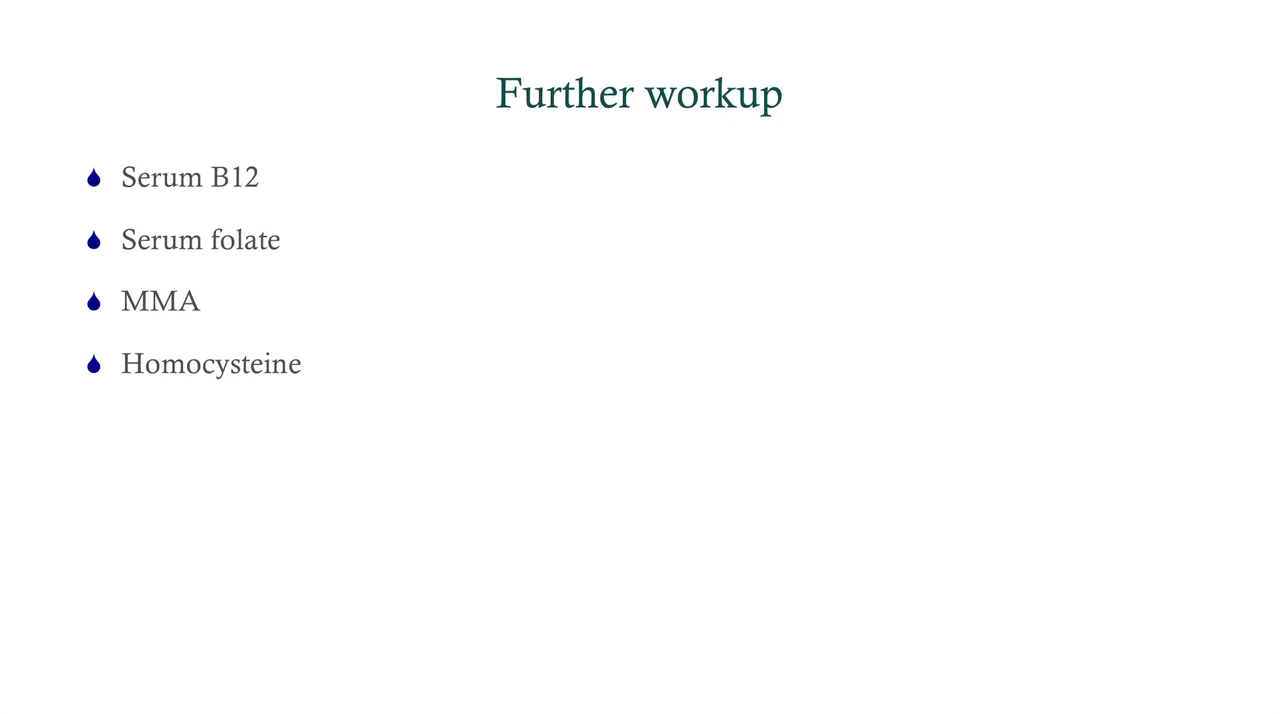 Further workup
Serum B12
Serum folate
MMA
Homocysteine